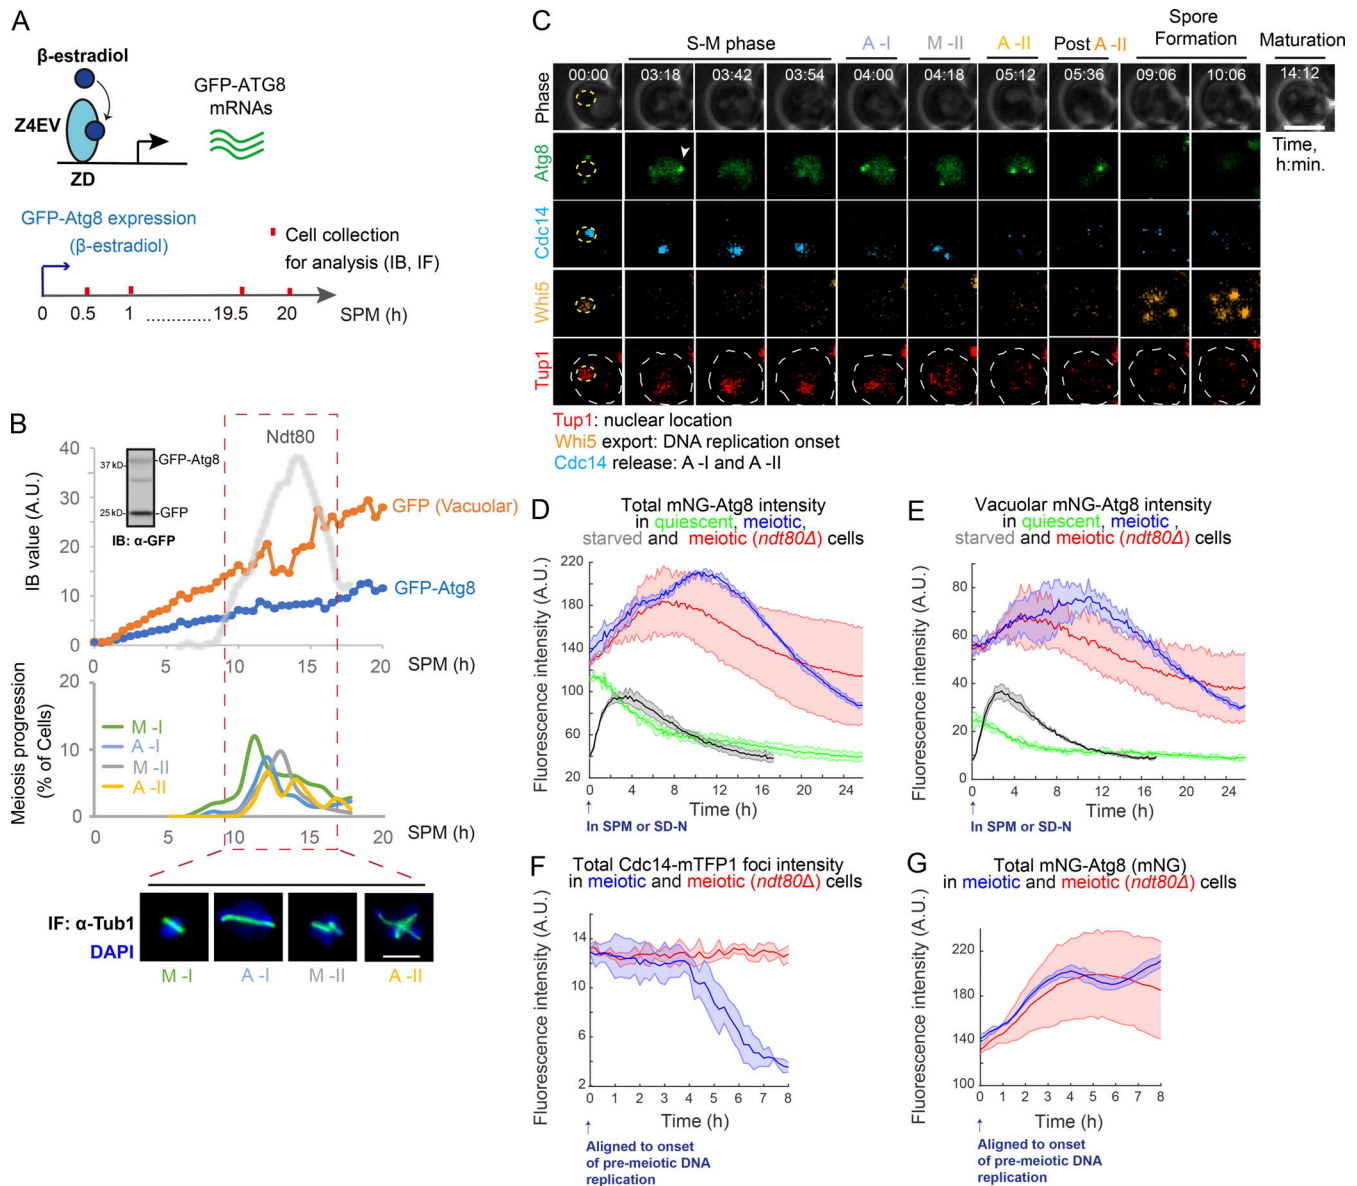 A
β-estradiol
Z4EV
ZD
GFP-ATG8
mRNAs
GFP-Atg8 expression
(β-estradiol)
Cell collection
for analysis (IB, IF)
0 0.5 1 ............. 19.5 20 SPM (h)
B
Ndt80
IB value (A.U.)
40
30
20
10
0
37 kD
GFP-Atg8
25 kD
GFP
IB: α-GFP
GFP (Vacuolar)
GFP-Atg8
0 5 10 15 20 SPM (h)
Meiosis progression
(% of Cells)
20
10
0
M -I
A -I
M -II
A -II
0 5 10 15 20 SPM (h)
IF: α-Tub1
DAPI
M -I A -I M -II A -II
C
S-M phase A -I M -II A -II Post A -II Spore Formation Maturation
Phase
00:00 03:18 03:42 03:54 04:00 04:18 05:12 05:36 09:06 10:06 14:12
Time,
h:min.
Atg8
Cdc14
Whi5
Tup1
Tup1: nuclear location
Whi5 export: DNA replication onset
Cdc14 release: A -I and A -II
D
Total mNG-Atg8 intensity
in quiescent, meiotic,
starved and meiotic (ndt80Δ) cells
Fluorescence intensity (A.U.)
220
180
140
100
60
20
0 4 8 12 16 20 24
Time (h)
In SPM or SD-N
E
Vacuolar mNG-Atg8 intensity
in quiescent, meiotic ,
starved and meiotic (ndt80Δ) cells
Fluorescence intensity (A.U.)
80
60
40
20
0
0 4 8 12 16 20 24
Time (h)
In SPM or SD-N
F
Total Cdc14-mTFP1 foci intensity
in meiotic and meiotic (ndt80Δ) cells
Fluorescence intensity (A.U.)
14
10
6
2
0 1 2 3 4 5 6 7 8
Time (h)
Aligned to onset
of pre-meiotic DNA
replication
G
Total mNG-Atg8 (mNG)
in meiotic and meiotic (ndt80Δ) cells
Fluorescence intensity (A.U.)
220
180
140
100
0 1 2 3 4 5 6 7 8
Time (h)
Aligned to onset
of pre-meiotic DNA
replication